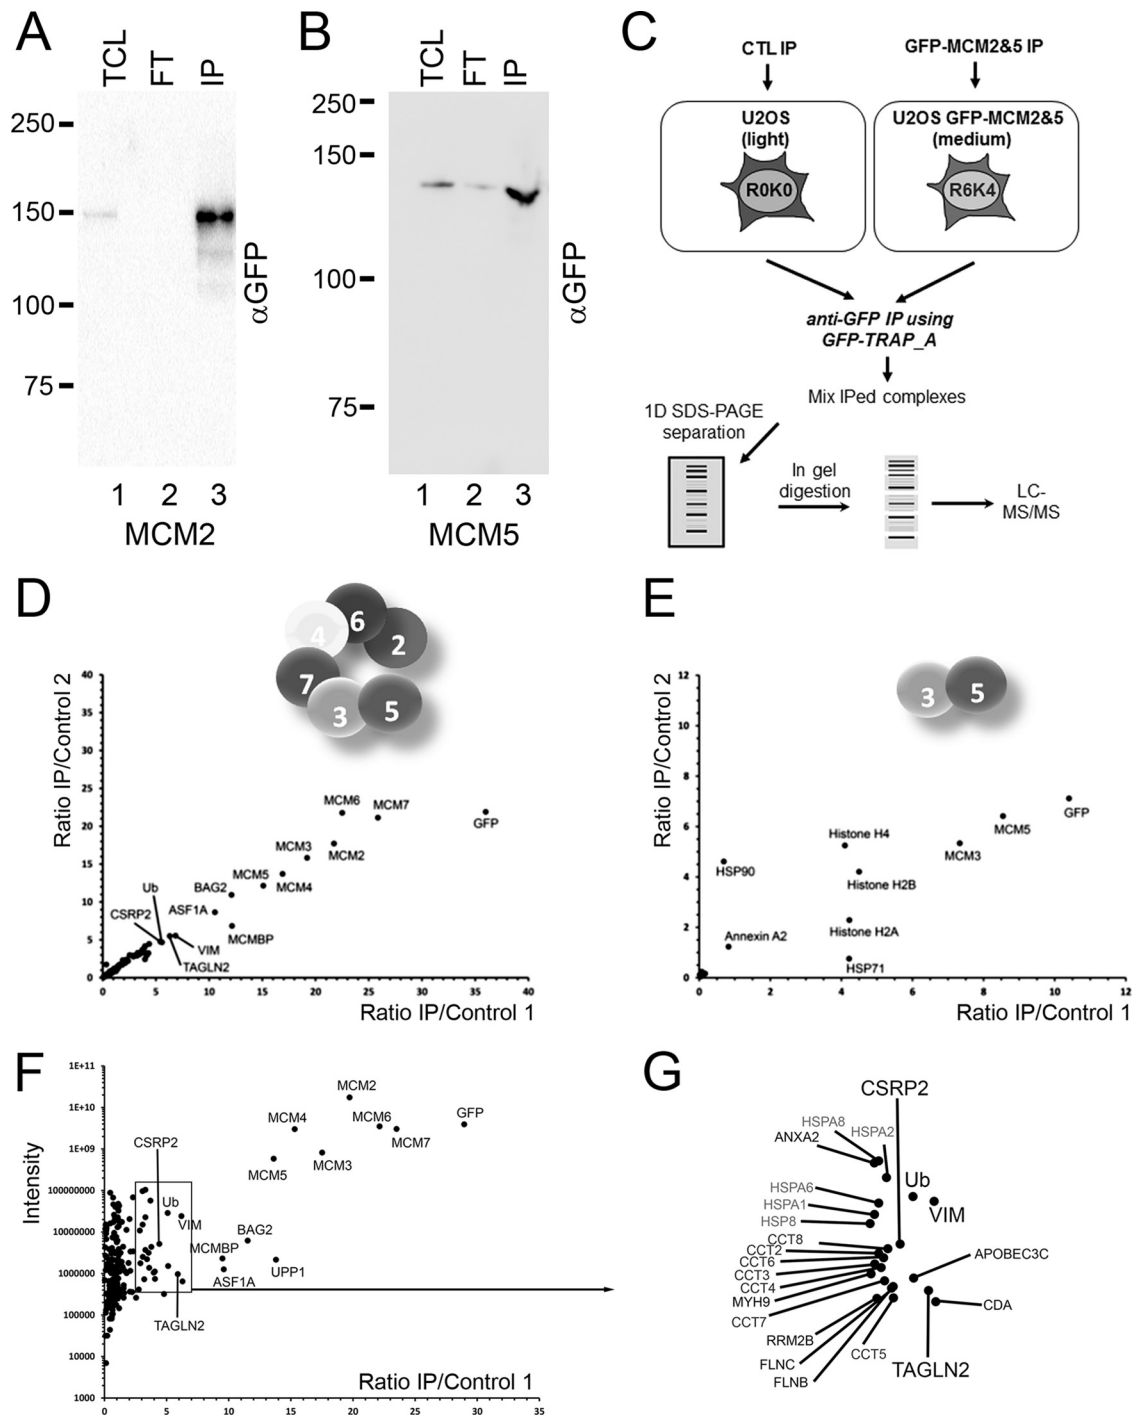 A
TCL
FT
IP
250
150
100
75
αGFP
1 2 3
MCM2
B
TCL
FT
IP
250
150
100
75
αGFP
1 2 3
MCM5
C
CTL IP
GFP-MCM2&5 IP
U2OS
(light)
R0K0
U2OS GFP-MCM2&5
(medium)
R6K4
anti-GFP IP using
GFP-TRAP_A
Mix IPed complexes
1D SDS-PAGE
separation
In gel
digestion
LC-
MS/MS
D
6
4
2
7
3
5
Ratio IP/Control 2
40
35
30
25
20
15
10
5
0
MCM6
MCM7
GFP
MCM3
MCM2
MCM5
MCM4
BAG2
Ub
ASF1A
CSRP2
MCMBP
VIM
TAGLN2
0 5 10 15 20 25 30 35 40
Ratio IP/Control 1
E
3
5
Ratio IP/Control 2
12
10
8
6
4
2
0
GFP
MCM5
Histone H4
MCM3
HSP90
Histone H2B
Histone H2A
Annexin A2
HSP71
0 2 4 6 8 10 12
Ratio IP/Control 1
F
Intensity
1E+11
1E+10
1E+09
100000000
10000000
1000000
100000
10000
1000
MCM2
MCM4
MCM6
GFP
MCM7
MCM3
MCM5
CSRP2
Ub
VIM
BAG2
MCMBP
UPP1
ASF1A
TAGLN2
Ratio IP/Control 1
0 5 10 15 20 25 30 35
G
CSRP2
HSPA8
HSPA2
ANXA2
Ub
HSPA6
HSPA1
VIM
HSP8
CCT8
CCT2
APOBEC3C
CCT6
CCT3
CCT4
MYH9
CDA
CCT7
RRM2B
CCT5
FLNC
TAGLN2
FLNB